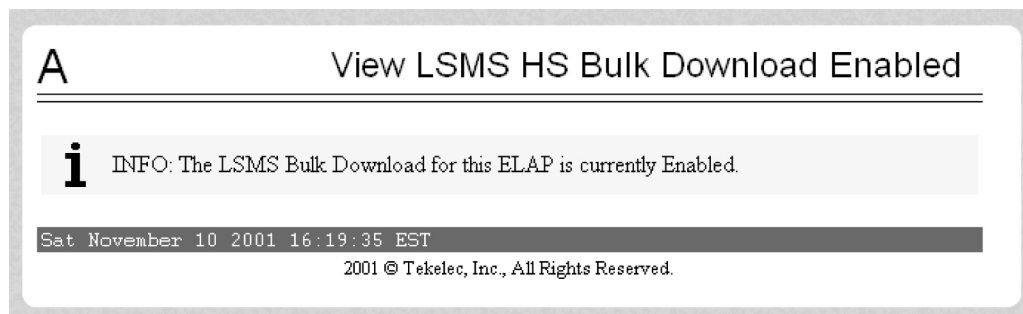 A View LSMS HS Bulk Download Enabled
i INFO: The LSMS Bulk Download for this ELAP is currently Enabled.
Sat November 10 2001 16:19:35 EST
2001 © Tekelec, Inc., All Rights Reserved.